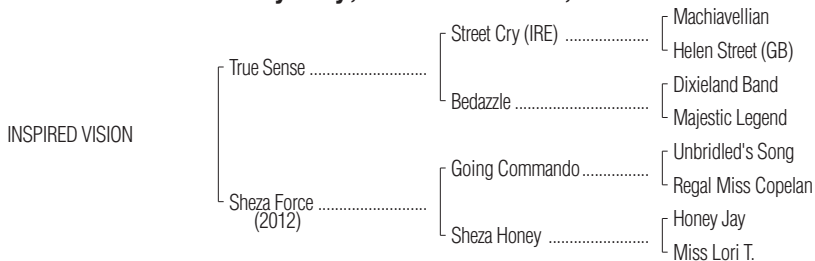 Machiavellian
Street Cry (IRE) ..................
Helen Street (GB)
True Sense .........................
Dixieland Band
Bedazzle .............................
Majestic Legend
INSPIRED VISION
Unbridled's Song
Going Commando ...............
Regal Miss Copelan
Sheza Force .......................
(2012)
Honey Jay
Sheza Honey ......................
Miss Lori T.